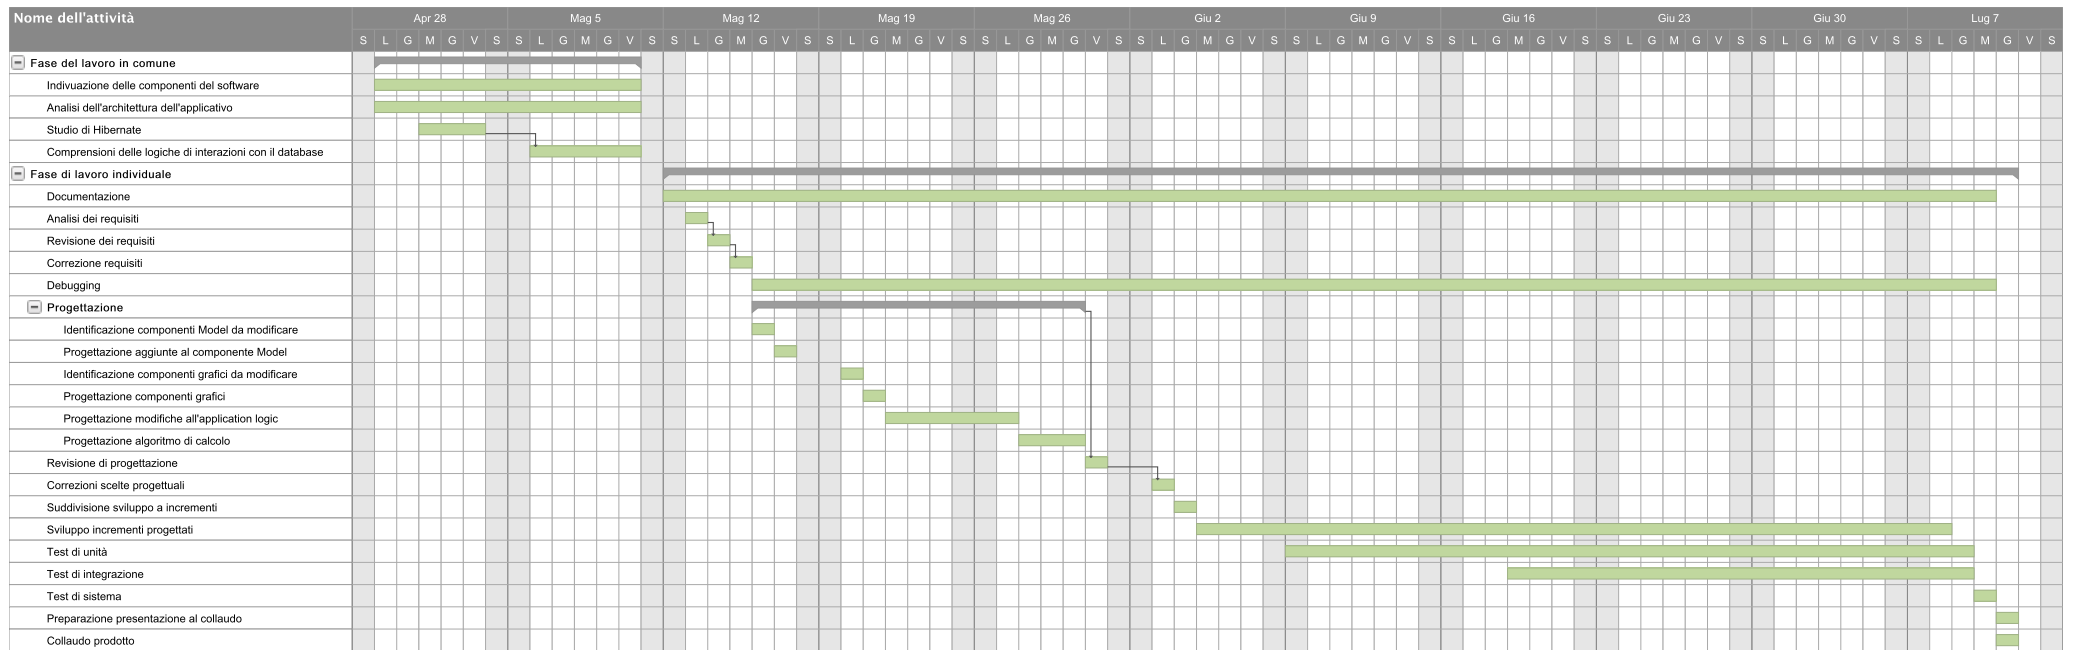 Nome dell'attività
Apr 28 Mag 5 Mag 12 Mag 19 Mag 26 Giu 2 Giu 9 Giu 16 Giu 23 Giu 30 Lug 7
S L G M G V S S L G M G V S S L G M G V S S L G M G V S S L G M G V S S L G M G V S S L G M G V S S L G M G V S S L G M G V S S L G M G V S S L G M G V S
Fase del lavoro in comune
Indivuazione delle componenti del software
Analisi dell'architettura dell'applicativo
Studio di Hibernate
Comprensioni delle logiche di interazioni con il database
Fase di lavoro individuale
Documentazione
Analisi dei requisiti
Revisione dei requisiti
Correzione requisiti
Debugging
Progettazione
Identificazione componenti Model da modificare
Progettazione aggiunte al componente Model
Identificazione componenti grafici da modificare
Progettazione componenti grafici
Progettazione modifiche all'application logic
Progettazione algoritmo di calcolo
Revisione di progettazione
Correzioni scelte progettuali
Suddivisione sviluppo a incrementi
Sviluppo incrementi progettati
Test di unità
Test di integrazione
Test di sistema
Preparazione presentazione al collaudo
Collaudo prodotto